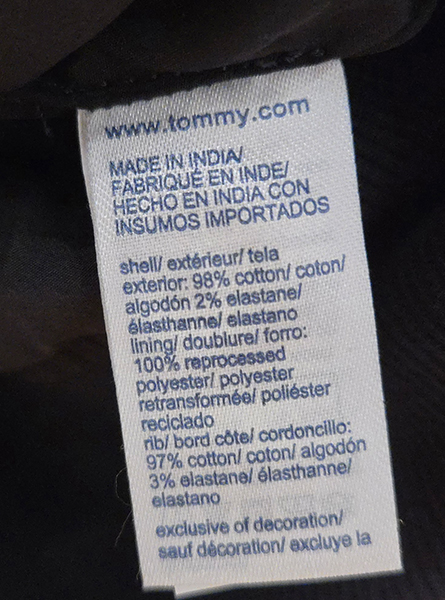 www.tommy.com
MADE IN INDIA/
FABRIQUÉ EN INDE/
HECHO EN INDIA CON
INSUMOS IMPORTADOS
shell/ extérieur/ tela
exterior: 98% cotton/ coton/
algodón 2% elastane/
élasthanne/ elastano
lining/ doublure/ forro:
100% reprocessed
polyester/ polyester
retransformée/ poliéster
reciclado
rib/ bord côte/ cordoncillo:
97% cotton/ coton/ algodón
3% elastane/ élasthanne/
elastano
exclusive of decoration/
sauf décoration/ excluye la